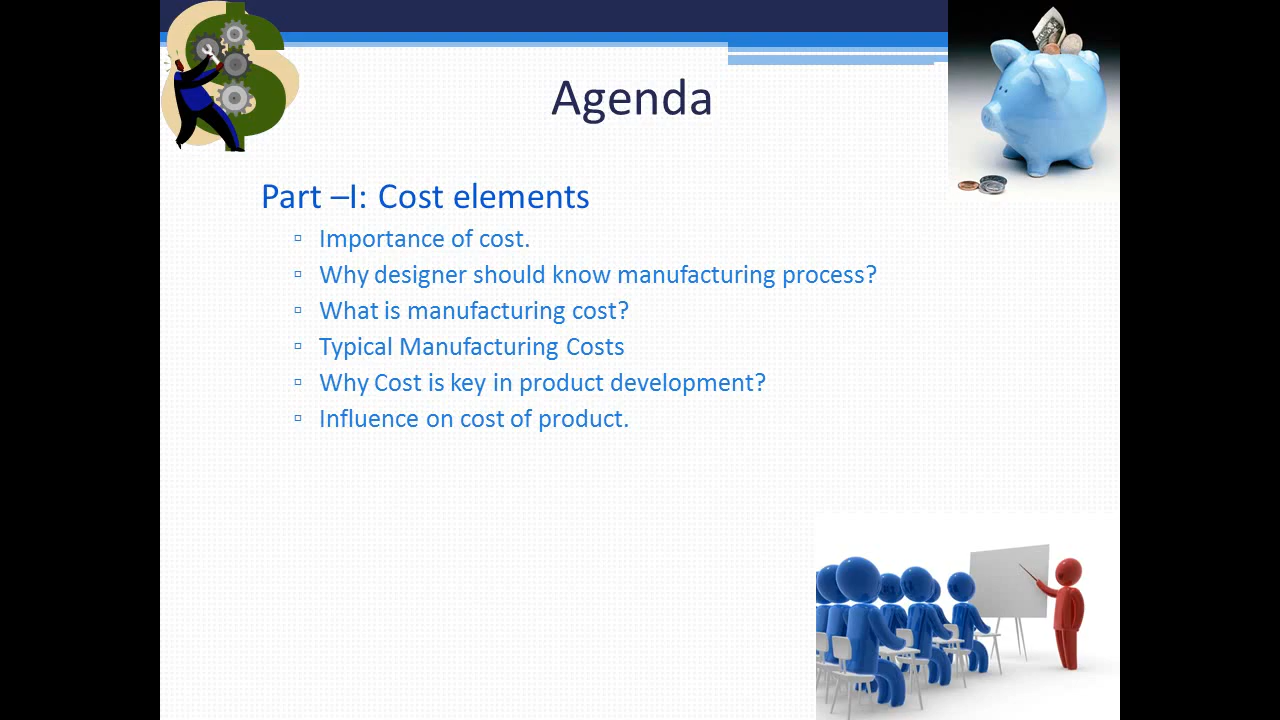 Agenda
Part –I: Cost elements
▫ Importance of cost.
▫ Why designer should know manufacturing process?
▫ What is manufacturing cost?
▫ Typical Manufacturing Costs
▫ Why Cost is key in product development?
▫ Influence on cost of product.